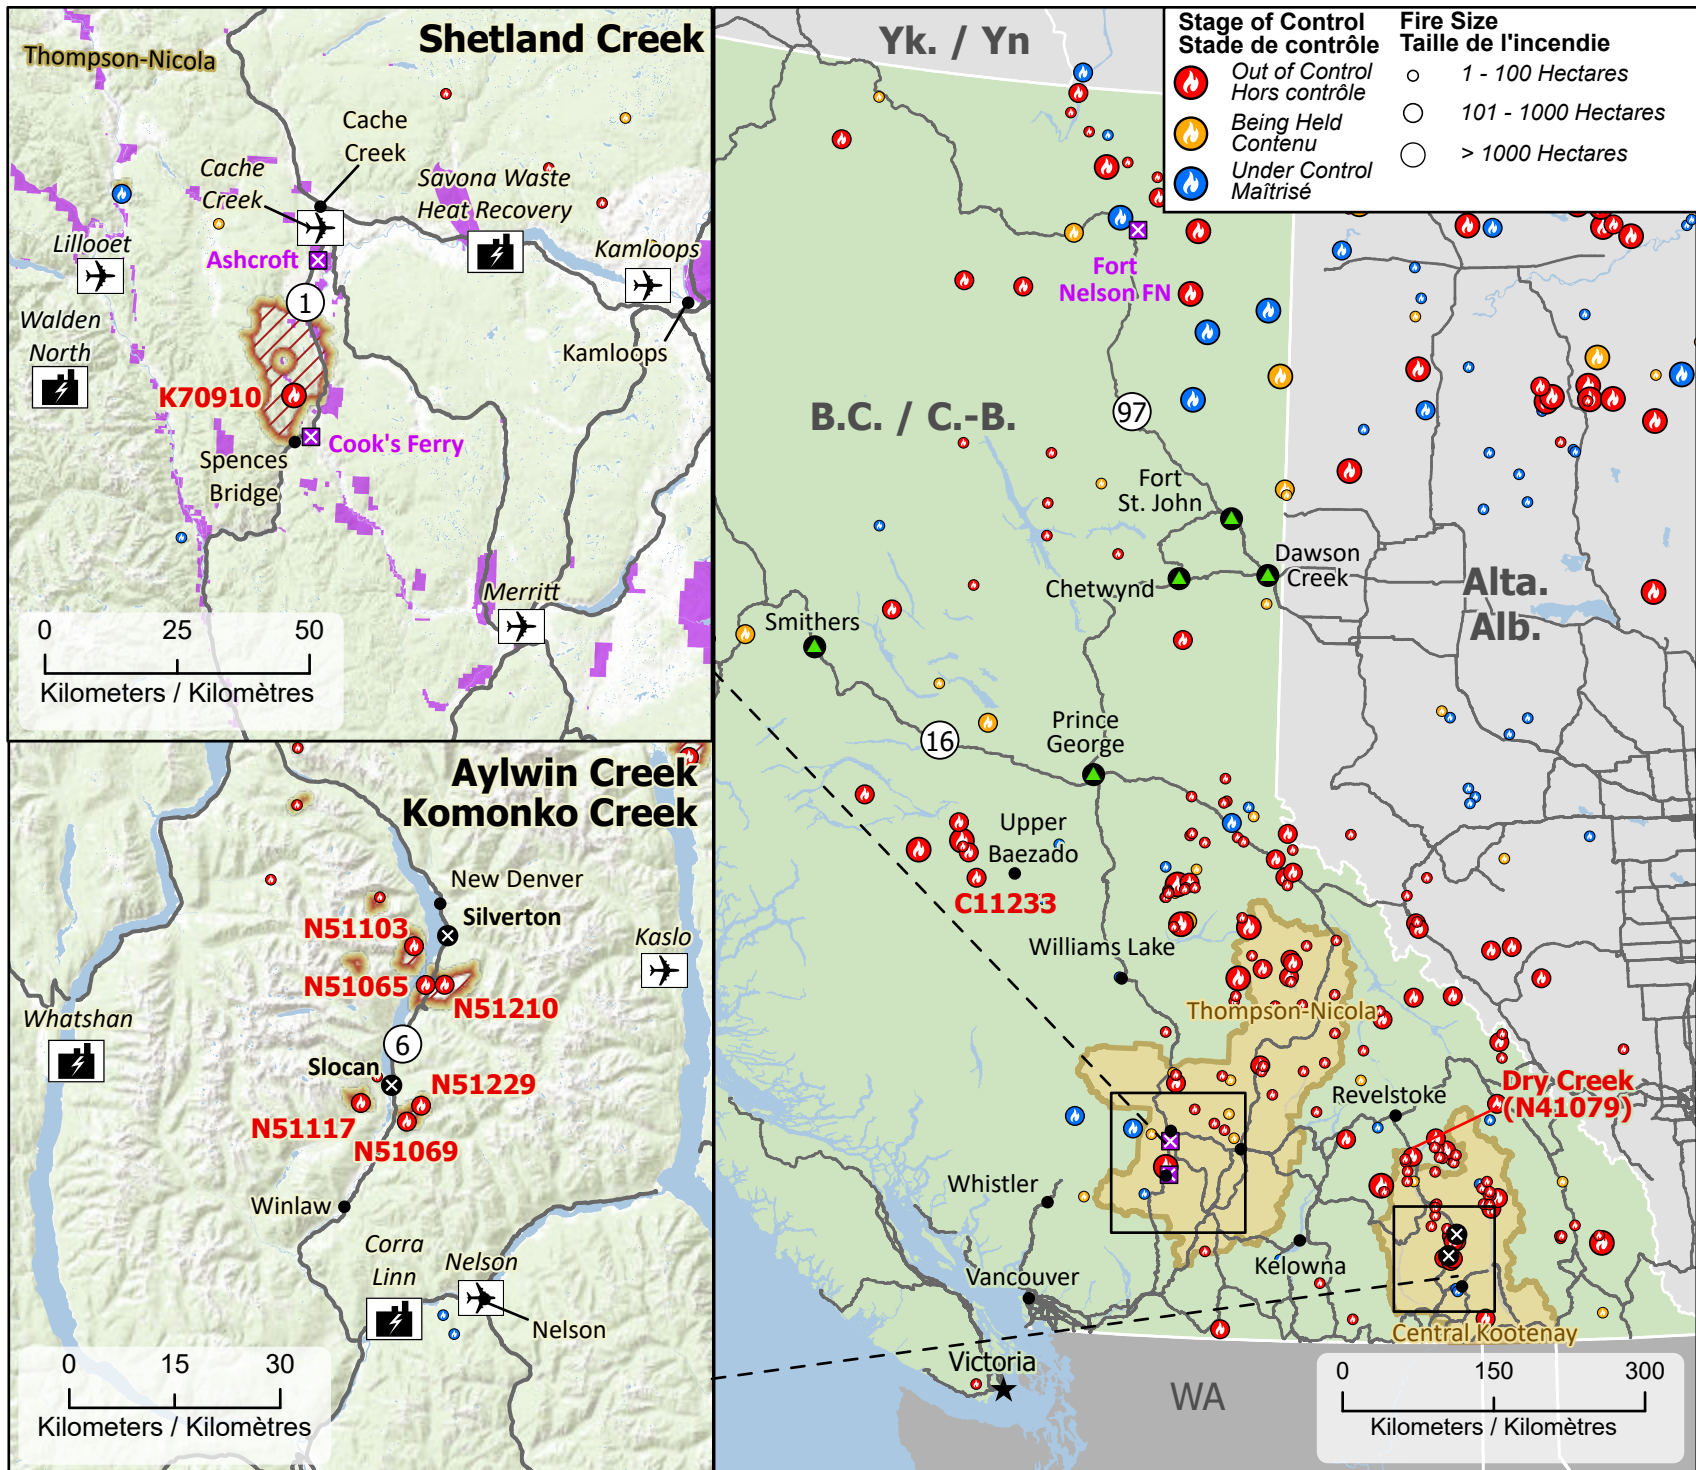 Shetland Creek
Thompson-Nicola
Cache
Creek
Cache
Creek
Savona Waste
Heat Recovery
Lillooet
Ashcroft
Kamloops
1
Walden
North
Kamloops
K70910
Cook's Ferry
Spences
Bridge
Merritt
0 25 50
Kilometers / Kilomètres
Aylwin Creek
Komonko Creek
New Denver
Silverton
N51103
Kaslo
N51065
N51210
Whatshan
6
Slocan
N51229
N51117
N51069
Winlaw
Corra
Linn
Nelson
Nelson
0 15 30
Kilometers / Kilomètres
Yk. / Yn
Stage of Control
Stade de contrôle
Out of Control
Hors contrôle
Being Held
Contenu
Under Control
Maîtrisé
Fire Size
Taille de l'incendie
1 - 100 Hectares
101 - 1000 Hectares
> 1000 Hectares
Fort
Nelson FN
97
B.C. / C.-B.
Fort
St. John
Dawson
Creek
Chetwynd
Alta.
Alb.
Smithers
Prince
George
16
Upper
Baezado
C11233
Williams Lake
Thompson-Nicola
Dry Creek
(N41079)
Revelstoke
Whistler
Kelowna
Vancouver
Central Kootenay
Victoria
WA
0 150 300
Kilometers / Kilomètres